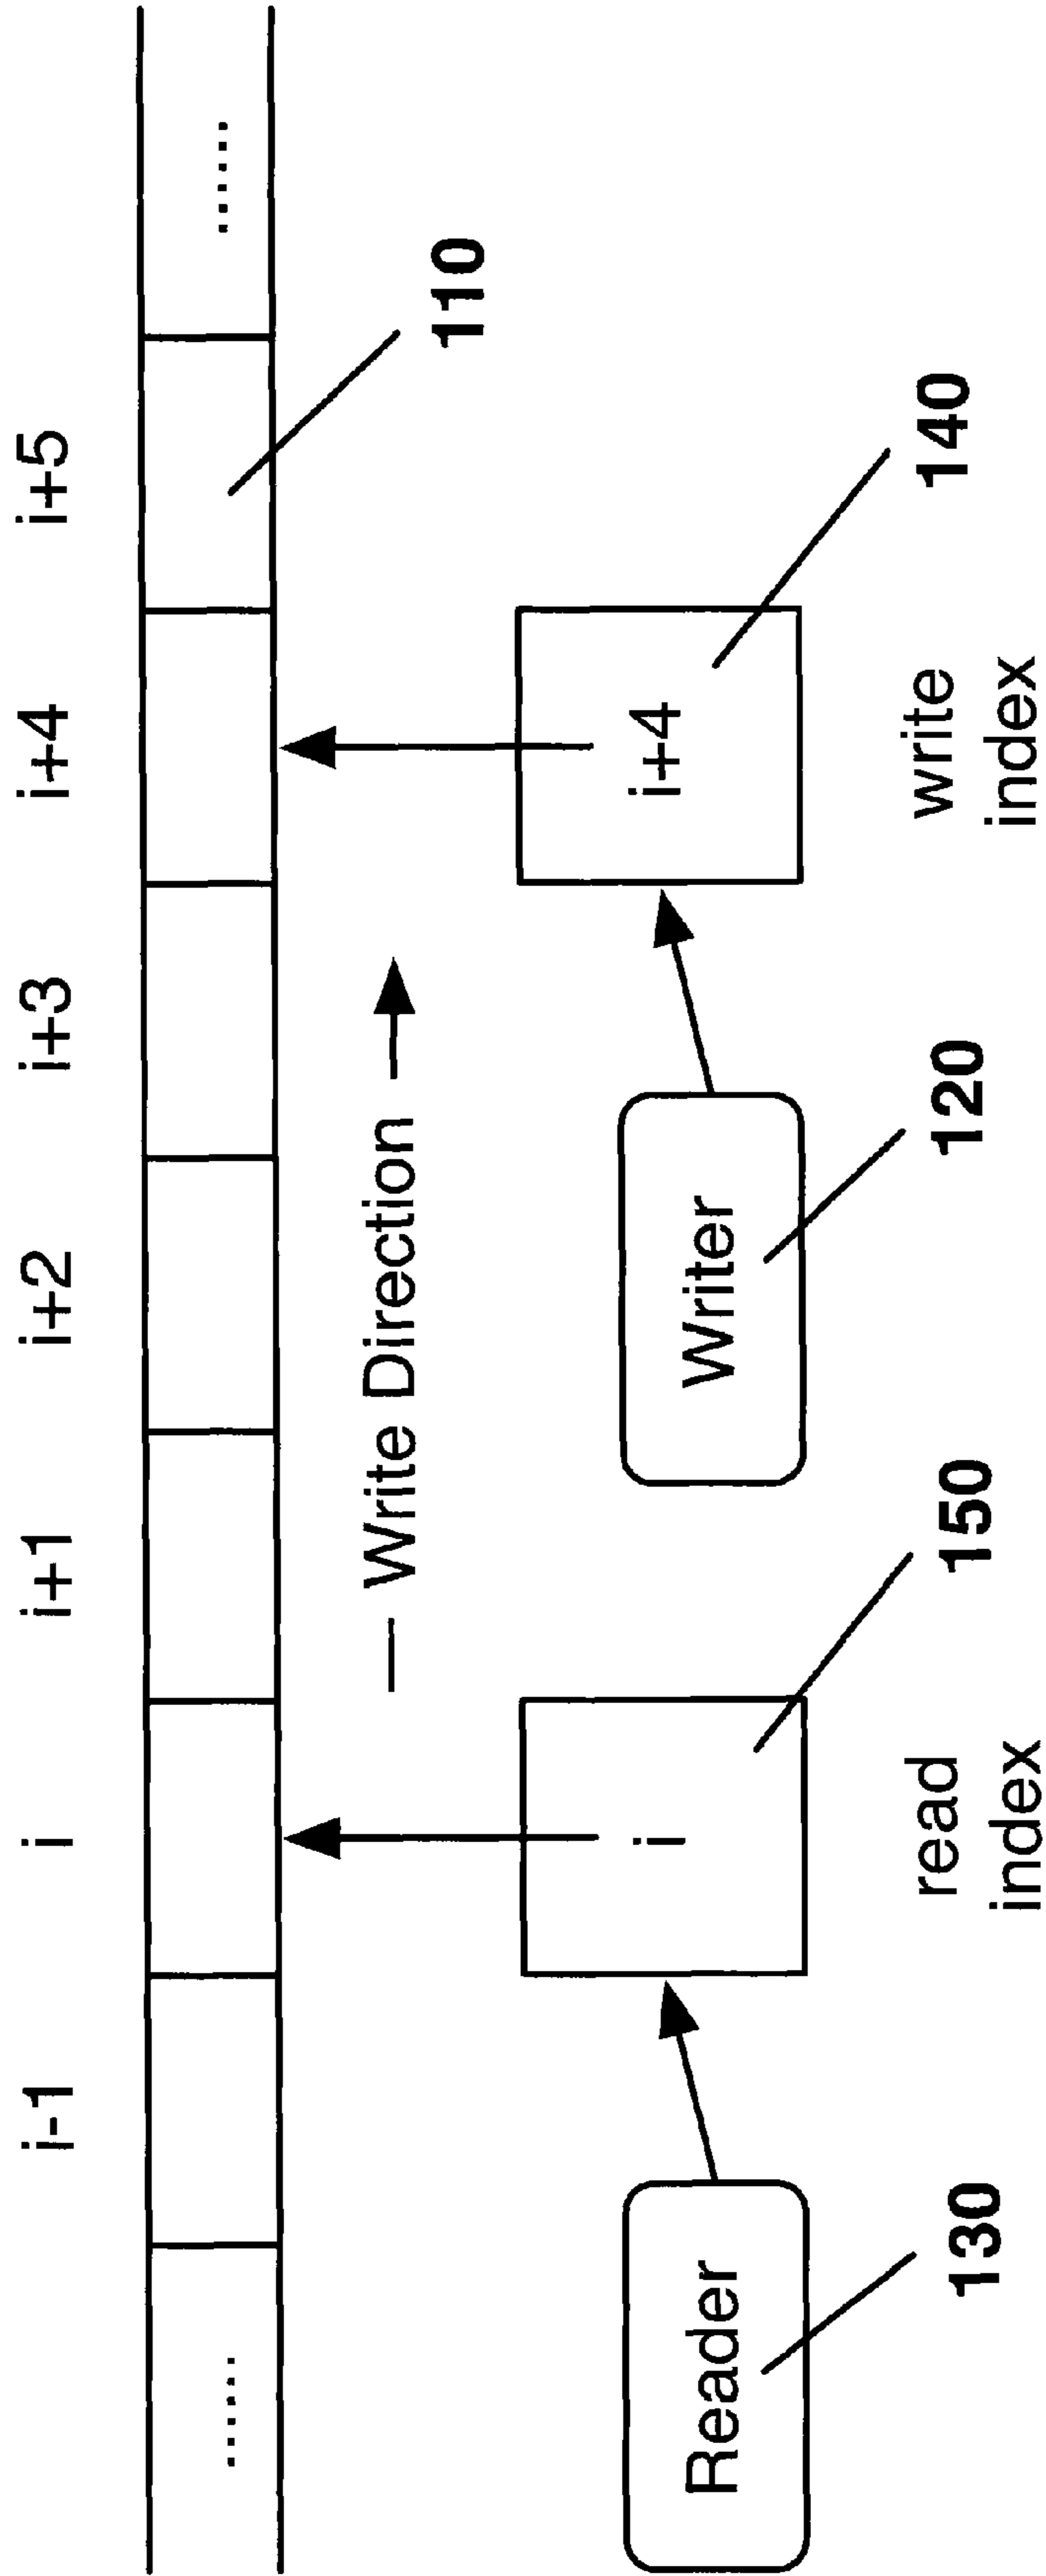 i-1 i i+1 i+2 i+3 i+4 i+5
...... ......
110
— Write Direction →
Reader
130
i
150
read
index
Writer
120
i+4
140
write
index